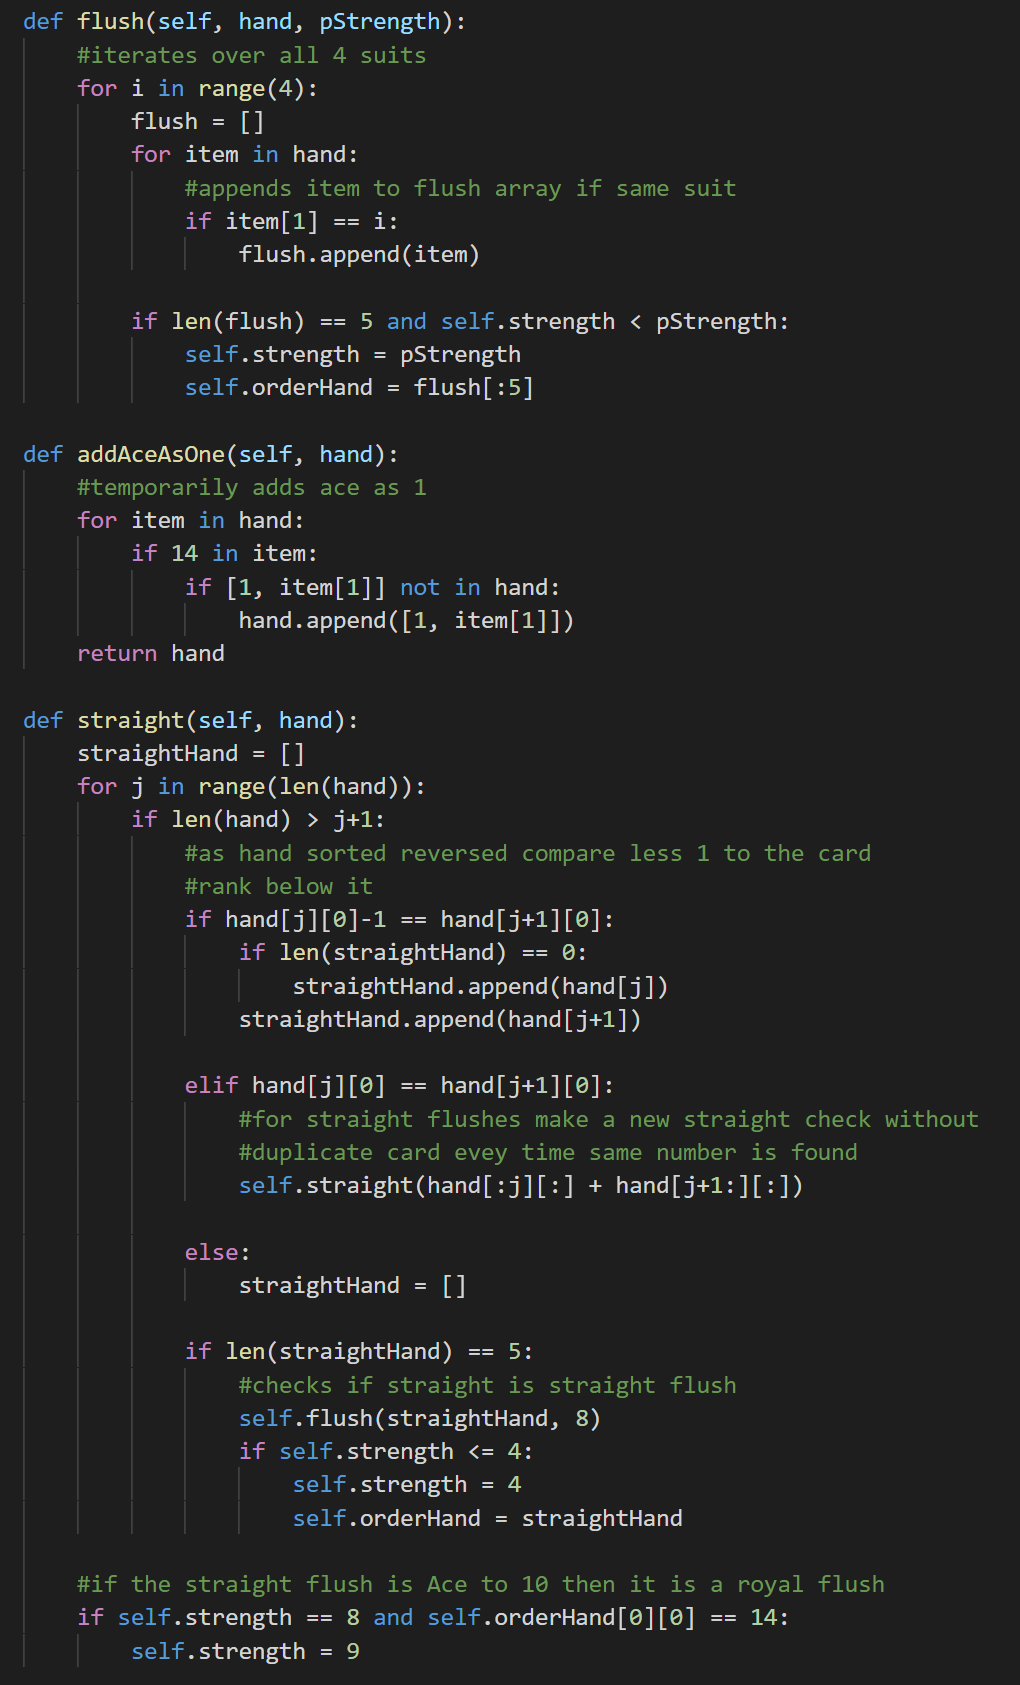 def flush(self, hand, pStrength):
    #iterates over all 4 suits
    for i in range(4):
        flush = []
        for item in hand:
            #appends item to flush array if same suit
            if item[1] == i:
                flush.append(item)

        if len(flush) == 5 and self.strength < pStrength:
            self.strength = pStrength
            self.orderHand = flush[:5]

def addAceAsOne(self, hand):
    #temporarily adds ace as 1
    for item in hand:
        if 14 in item:
            if [1, item[1]] not in hand:
                hand.append([1, item[1]])
    return hand

def straight(self, hand):
    straightHand = []
    for j in range(len(hand)):
        if len(hand) > j+1:
            #as hand sorted reversed compare less 1 to the card
            #rank below it
            if hand[j][0]-1 == hand[j+1][0]:
                if len(straightHand) == 0:
                    straightHand.append(hand[j])
                straightHand.append(hand[j+1])

            elif hand[j][0] == hand[j+1][0]:
                #for straight flushes make a new straight check without
                #duplicate card evey time same number is found
                self.straight(hand[:j][:] + hand[j+1:][:])

            else:
                straightHand = []

            if len(straightHand) == 5:
                #checks if straight is straight flush
                self.flush(straightHand, 8)
                if self.strength <= 4:
                    self.strength = 4
                    self.orderHand = straightHand

    #if the straight flush is Ace to 10 then it is a royal flush
    if self.strength == 8 and self.orderHand[0][0] == 14:
        self.strength = 9